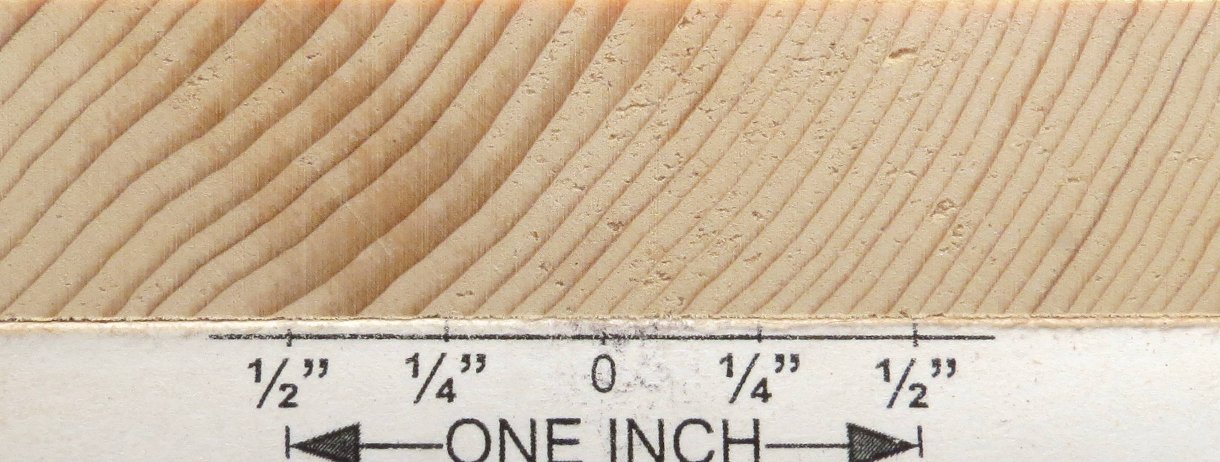 ½” ¼” 0 ¼” ½”
ONE INCH